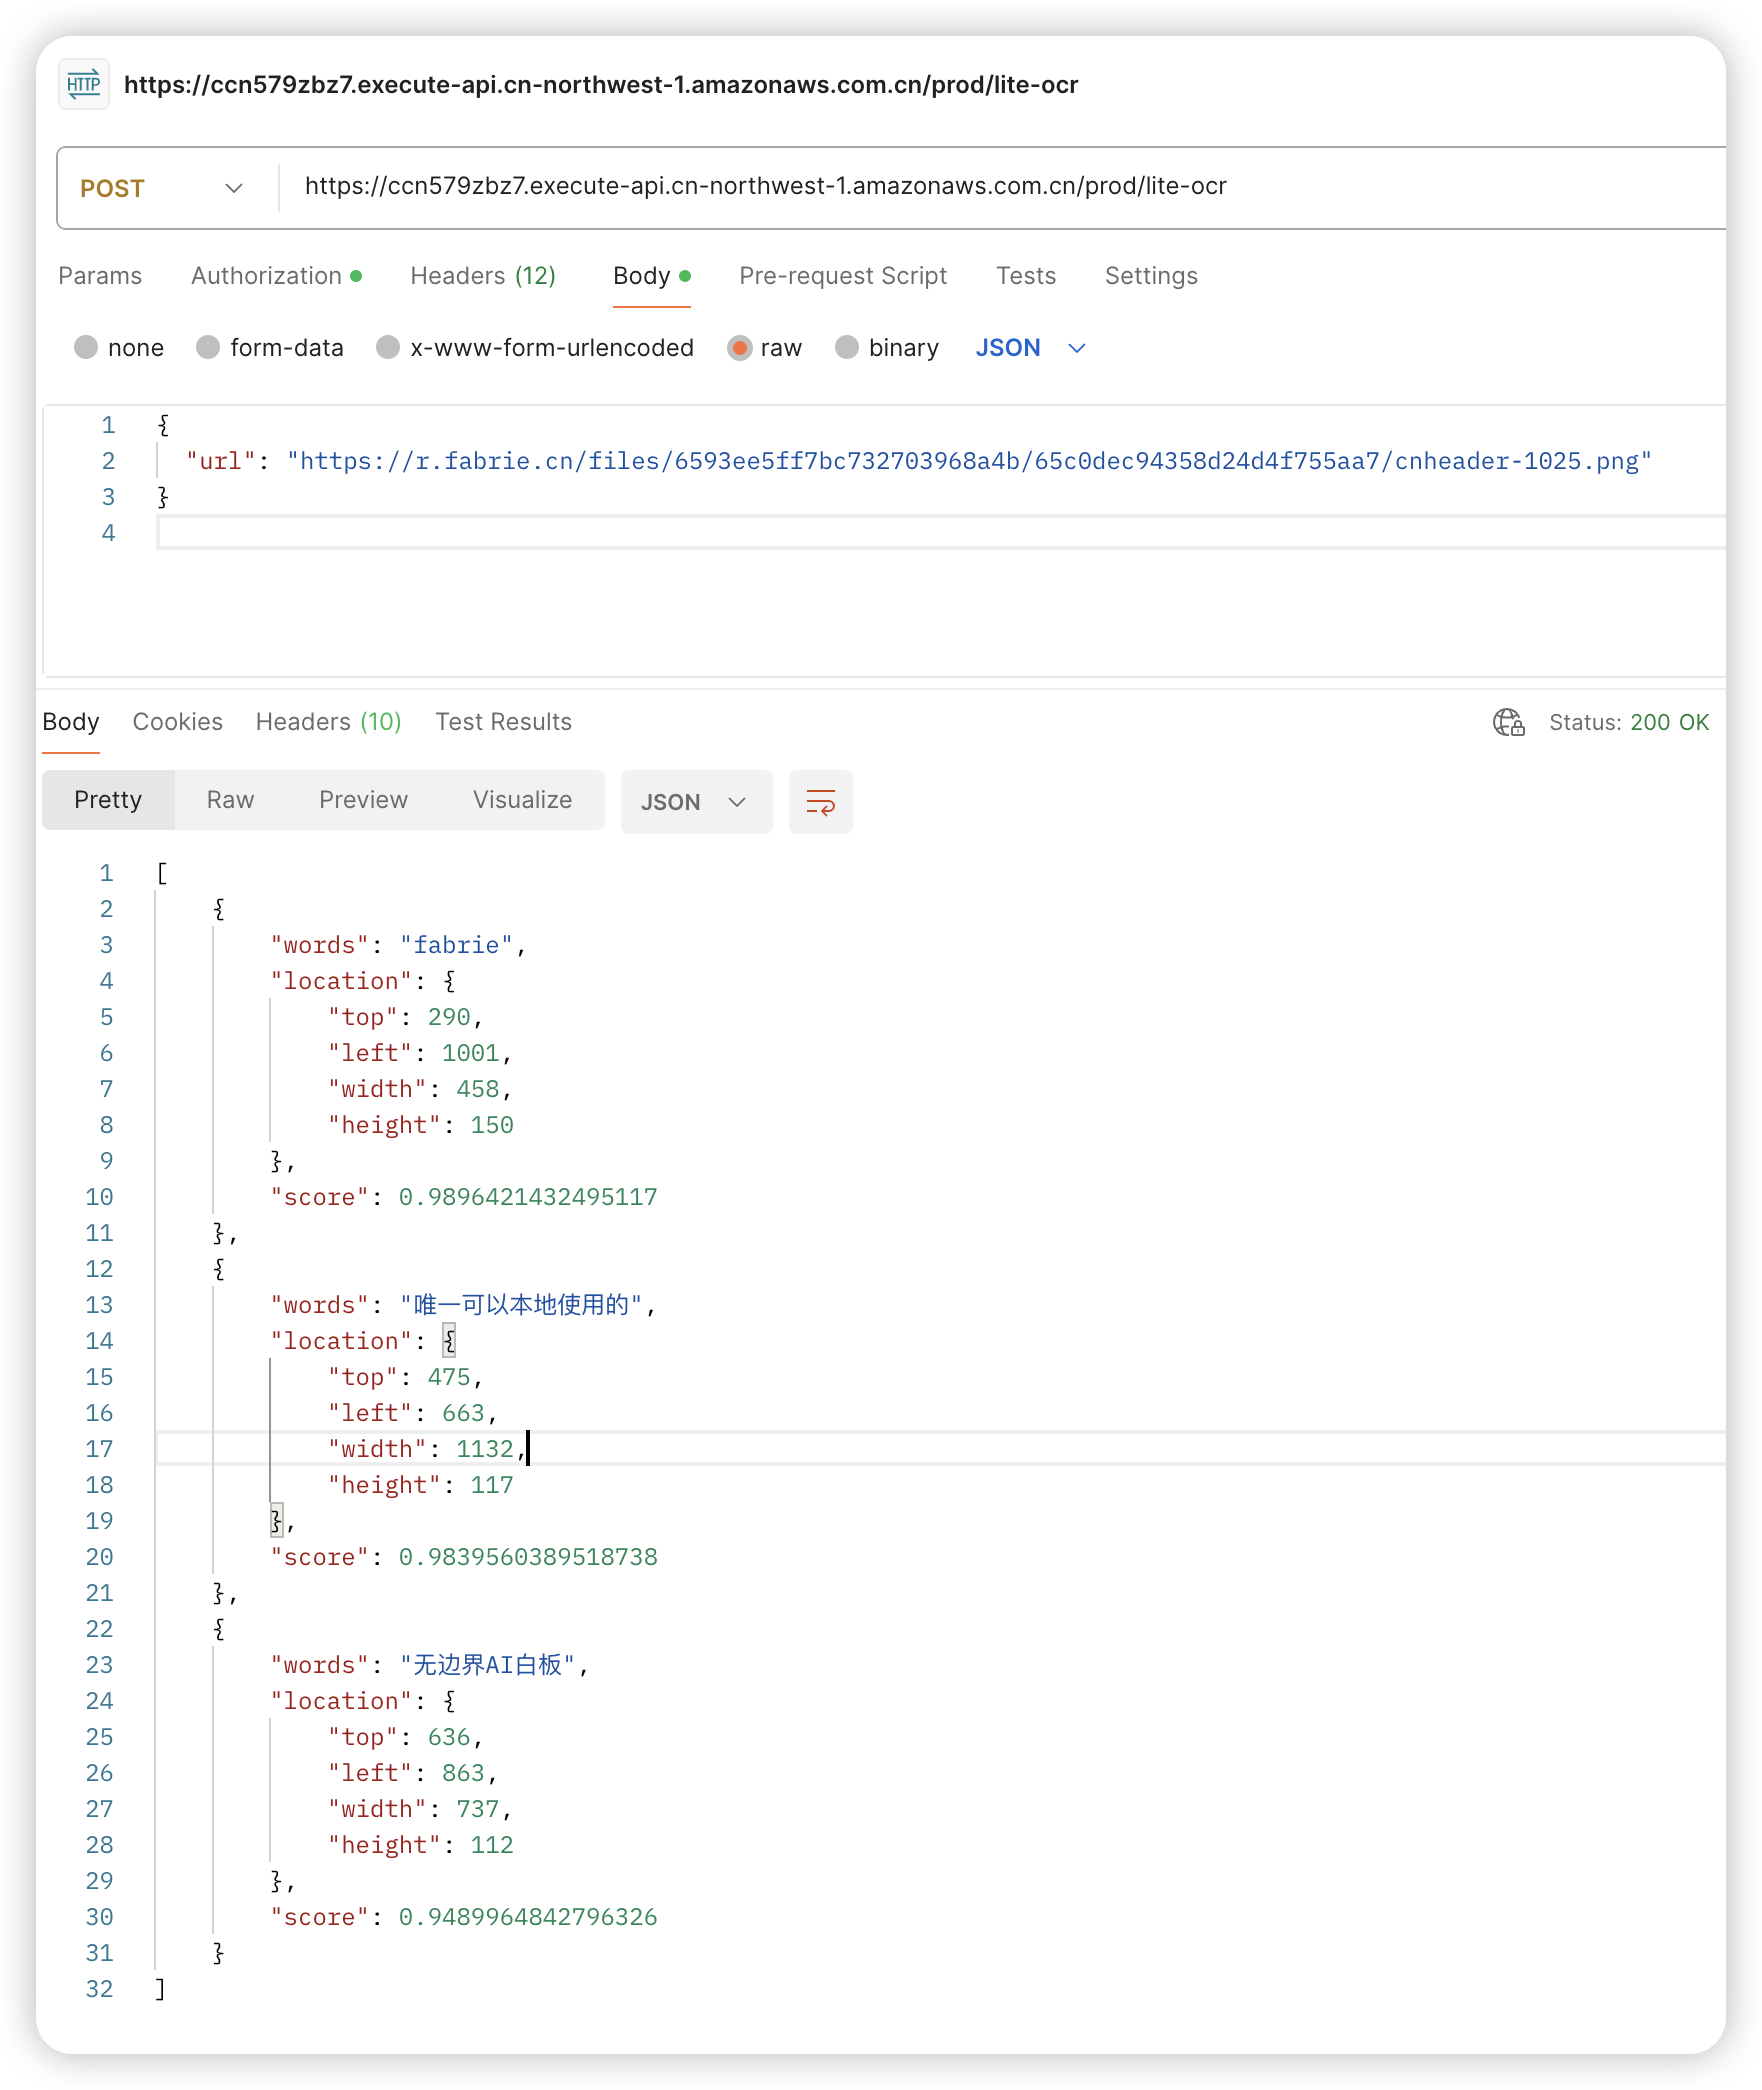 HTTP https://ccn579zbz7.execute-api.cn-northwest-1.amazonaws.com.cn/prod/lite-ocr
POST https://ccn579zbz7.execute-api.cn-northwest-1.amazonaws.com.cn/prod/lite-ocr
Params Authorization Headers (12) Body Pre-request Script Tests Settings
none form-data x-www-form-urlencoded raw binary JSON
1 {
2 "url": "https://r.fabrie.cn/files/6593ee5ff7bc732703968a4b/65c0dec94358d24d4f755aa7/cnheader-1025.png"
3 }
4
Body Cookies Headers (10) Test Results Status: 200 OK
Pretty Raw Preview Visualize JSON
1 [
2 {
3 "words": "fabrie",
4 "location": {
5 "top": 290,
6 "left": 1001,
7 "width": 458,
8 "height": 150
9 },
10 "score": 0.9896421432495117
11 },
12 {
13 "words": "唯一可以本地使用的",
14 "location": {
15 "top": 475,
16 "left": 663,
17 "width": 1132,
18 "height": 117
19 },
20 "score": 0.9839560389518738
21 },
22 {
23 "words": "无边界AI白板",
24 "location": {
25 "top": 636,
26 "left": 863,
27 "width": 737,
28 "height": 112
29 },
30 "score": 0.9489964842796326
31 }
32 ]